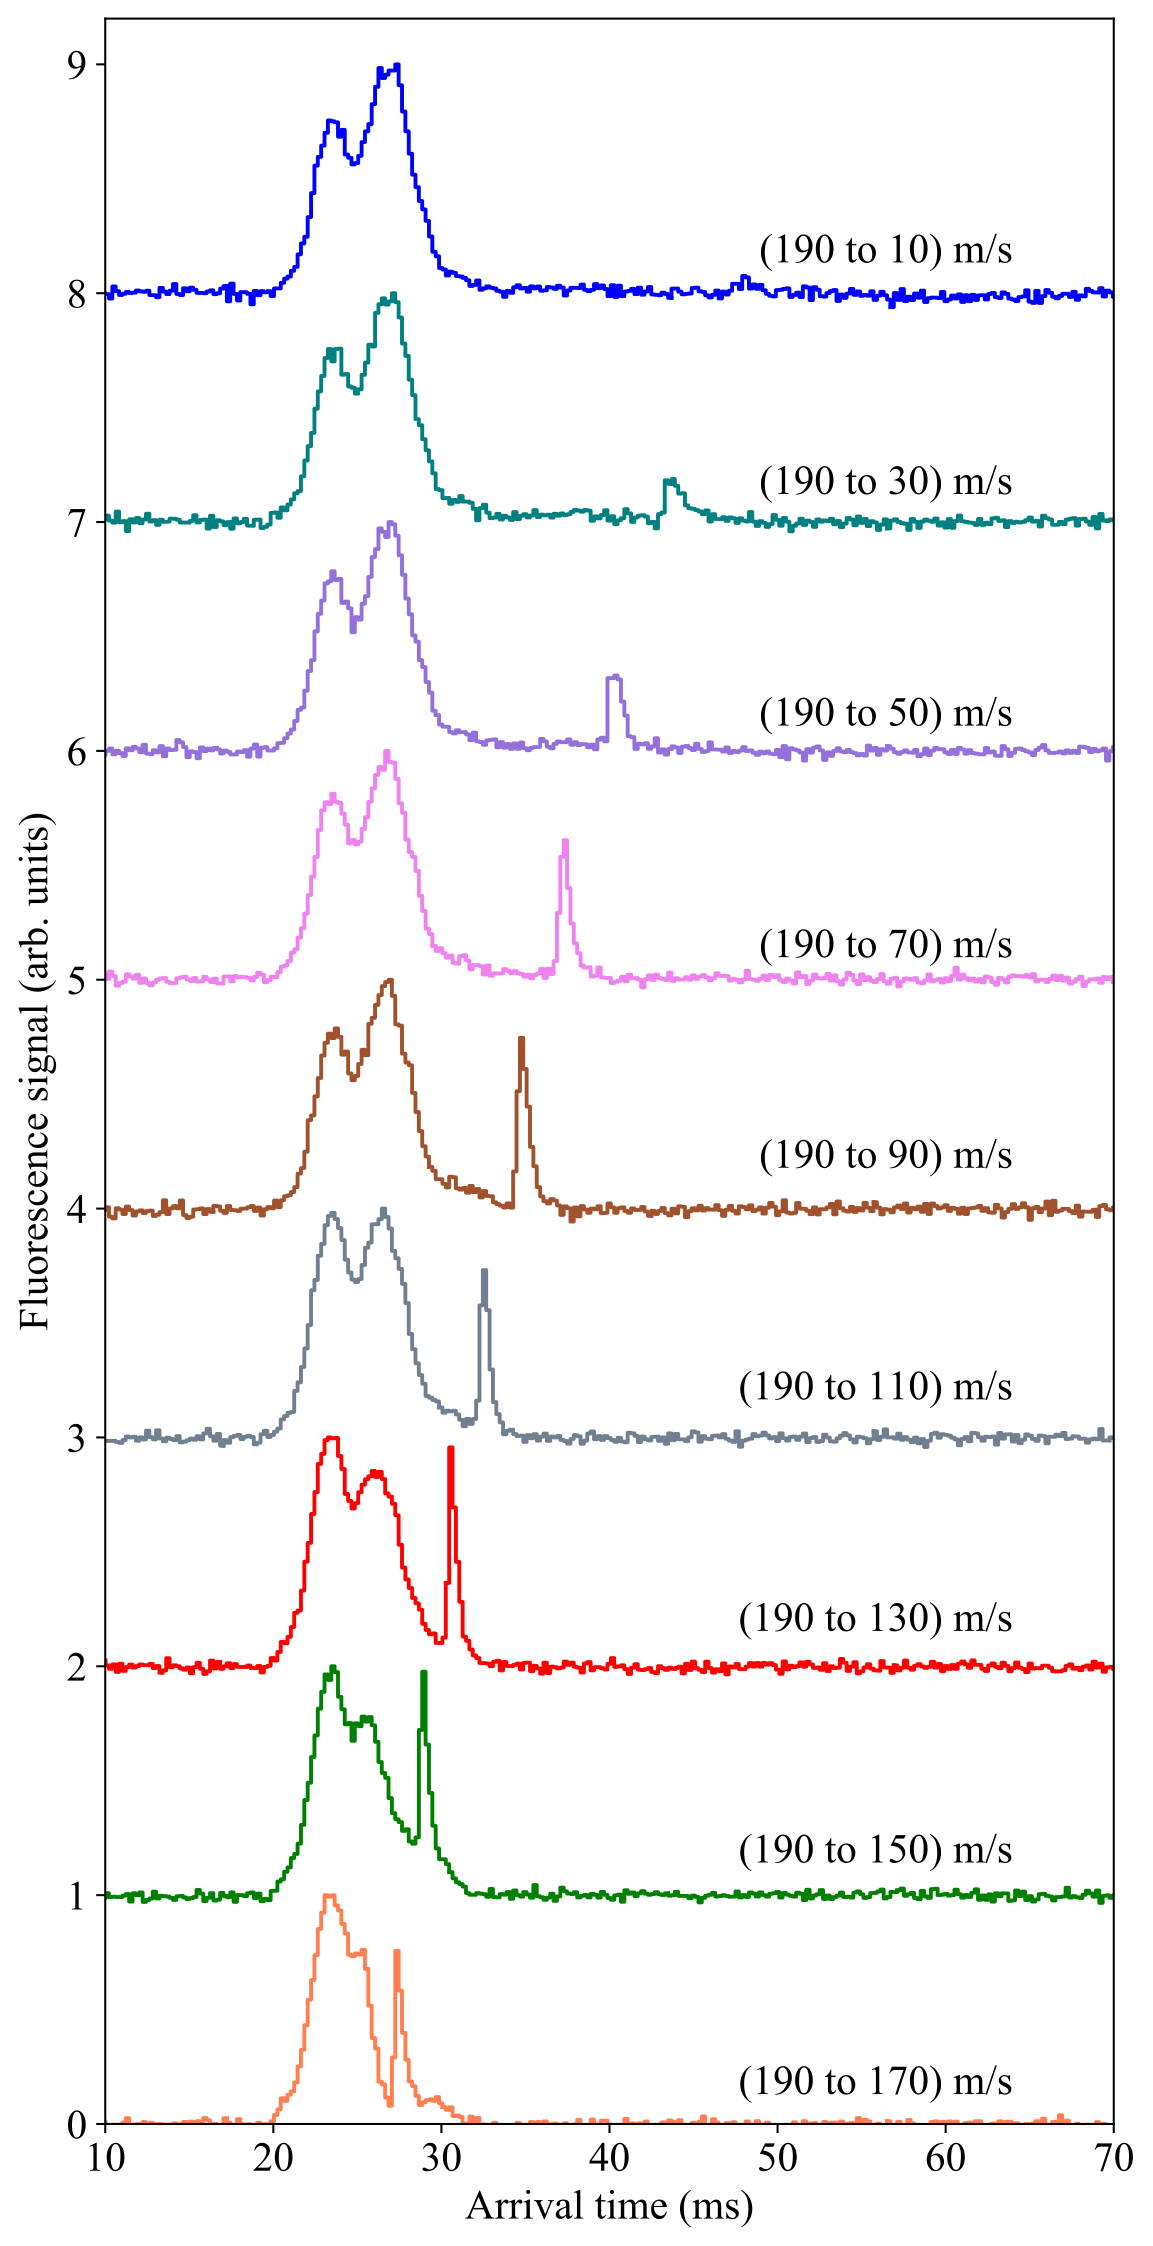 9
(190 to 10) m/s
8
(190 to 30) m/s
7
(190 to 50) m/s
6
(190 to 70) m/s
5
(190 to 90) m/s
4
(190 to 110) m/s
3
(190 to 130) m/s
2
(190 to 150) m/s
1
(190 to 170) m/s
0
Fluorescence signal (arb. units)
10 20 30 40 50 60 70
Arrival time (ms)